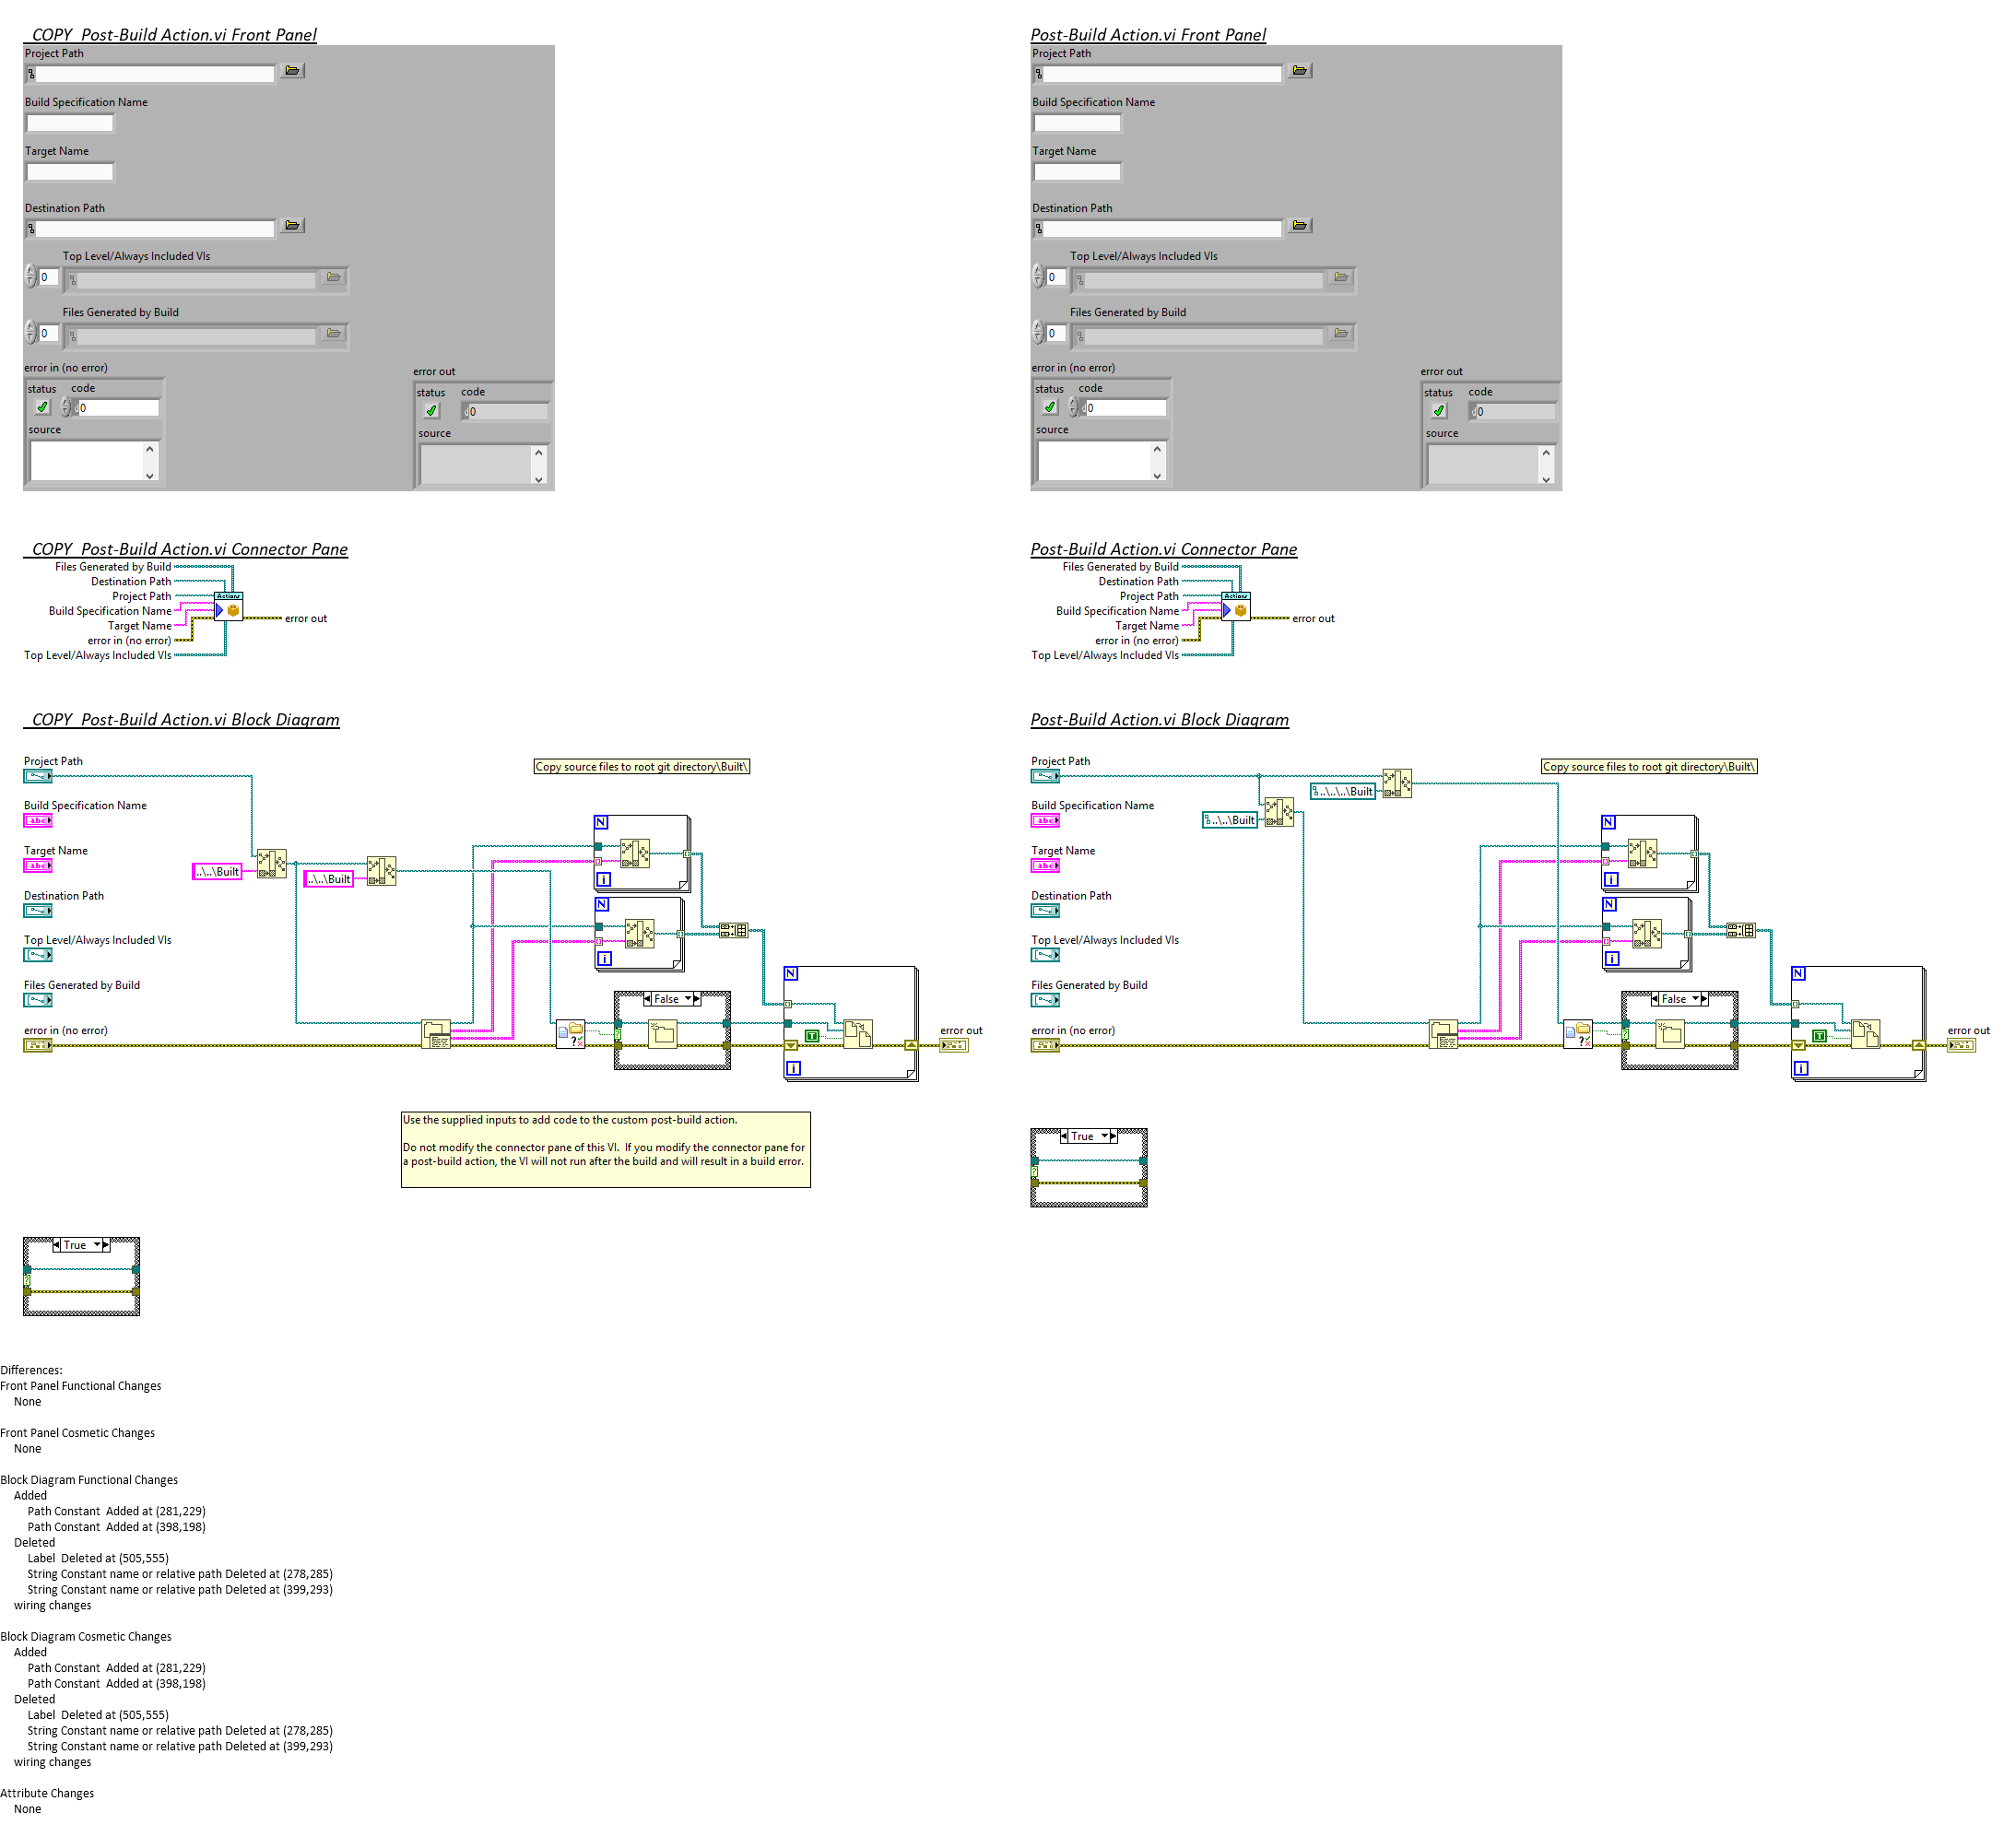 _COPY_Post-Build Action.vi Front Panel
Project Path
Build Specification Name
Target Name
Destination Path
Top Level/Always Included VIs
0
Files Generated by Build
0
error in (no error)
status code
0
source
error out
status code
0
source
Post-Build Action.vi Front Panel
Project Path
Build Specification Name
Target Name
Destination Path
Top Level/Always Included VIs
0
Files Generated by Build
0
error in (no error)
status code
0
source
error out
status code
0
source
_COPY_Post-Build Action.vi Connector Pane
Files Generated by Build
Destination Path
Project Path
Build Specification Name
Target Name
error in (no error)
Top Level/Always Included VIs
Actions
error out
Post-Build Action.vi Connector Pane
Files Generated by Build
Destination Path
Project Path
Build Specification Name
Target Name
error in (no error)
Top Level/Always Included VIs
Actions
error out
_COPY_Post-Build Action.vi Block Diagram
Project Path
Copy source files to root git directory\Built\
Build Specification Name
abc
N
Target Name
abc
..\..\Built
..\..\Built
i
Destination Path
N
Top Level/Always Included VIs
i
N
Files Generated by Build
False
error in (no error)
?
T
error out
i
Use the supplied inputs to add code to the custom post-build action.
Do not modify the connector pane of this VI.  If you modify the connector pane for
a post-build action, the VI will not run after the build and will result in a build error.
True
?
Post-Build Action.vi Block Diagram
Project Path
Copy source files to root git directory\Built\
..\..\..\Built
Build Specification Name
abc
..\..\Built
N
Target Name
abc
i
Destination Path
N
Top Level/Always Included VIs
i
N
Files Generated by Build
False
error in (no error)
?
T
error out
i
True
?
Differences:
Front Panel Functional Changes
None
Front Panel Cosmetic Changes
None
Block Diagram Functional Changes
Added
Path Constant  Added at (281,229)
Path Constant  Added at (398,198)
Deleted
Label  Deleted at (505,555)
String Constant name or relative path Deleted at (278,285)
String Constant name or relative path Deleted at (399,293)
wiring changes
Block Diagram Cosmetic Changes
Added
Path Constant  Added at (281,229)
Path Constant  Added at (398,198)
Deleted
Label  Deleted at (505,555)
String Constant name or relative path Deleted at (278,285)
String Constant name or relative path Deleted at (399,293)
wiring changes
Attribute Changes
None